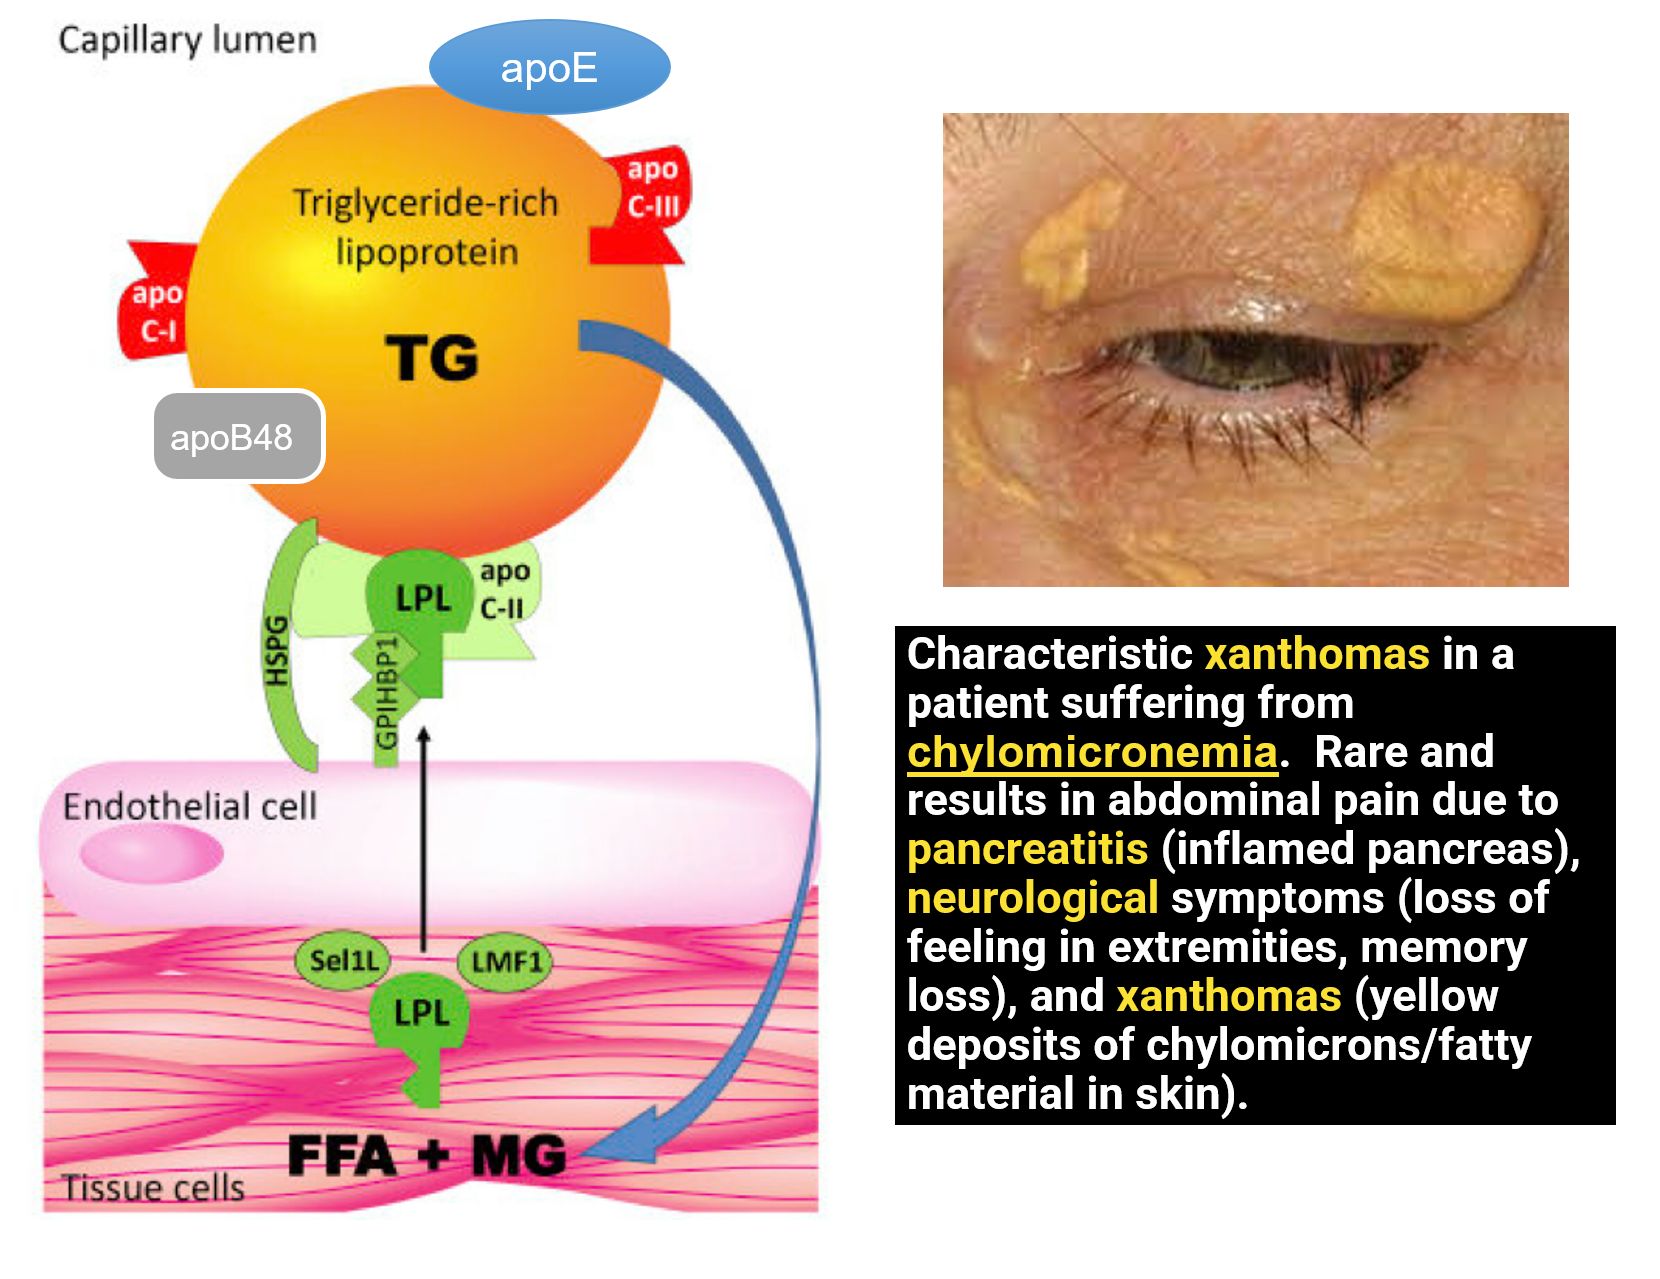 Capillary lumen
apoE
apo
C-III
Triglyceride-rich
lipoprotein
apo
C-I
TG
apoB48
HSPG
LPL
apo
C-II
GPIHBP1
Endothelial cell
Sel1L
LMF1
LPL
FFA + MG
Tissue cells
Characteristic xanthomas in a
patient suffering from
chylomicronemia.  Rare and
results in abdominal pain due to
pancreatitis (inflamed pancreas),
neurological symptoms (loss of
feeling in extremities, memory
loss), and xanthomas (yellow
deposits of chylomicrons/fatty
material in skin).